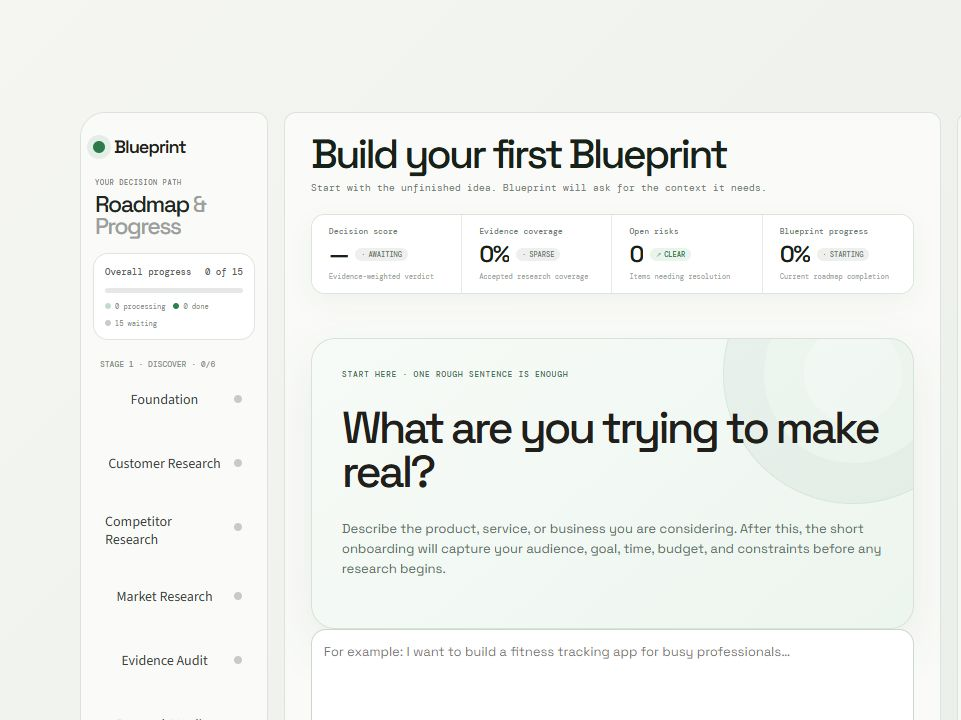 Blueprint
YOUR DECISION PATH
Roadmap &
Progress
Overall progress 0 of 15
0 processing 0 done
15 waiting
STAGE 1 · DISCOVER · 0/6
Foundation
Customer Research
Competitor
Research
Market Research
Evidence Audit
Build your first Blueprint
Start with the unfinished idea. Blueprint will ask for the context it needs.
Decision score
— · AWAITING
Evidence-weighted verdict
Evidence coverage
0% · SPARSE
Accepted research coverage
Open risks
0 ↗ CLEAR
Items needing resolution
Blueprint progress
0% · STARTING
Current roadmap completion
START HERE · ONE ROUGH SENTENCE IS ENOUGH
What are you trying to make
real?
Describe the product, service, or business you are considering. After this, the short
onboarding will capture your audience, goal, time, budget, and constraints before any
research begins.
For example: I want to build a fitness tracking app for busy professionals...